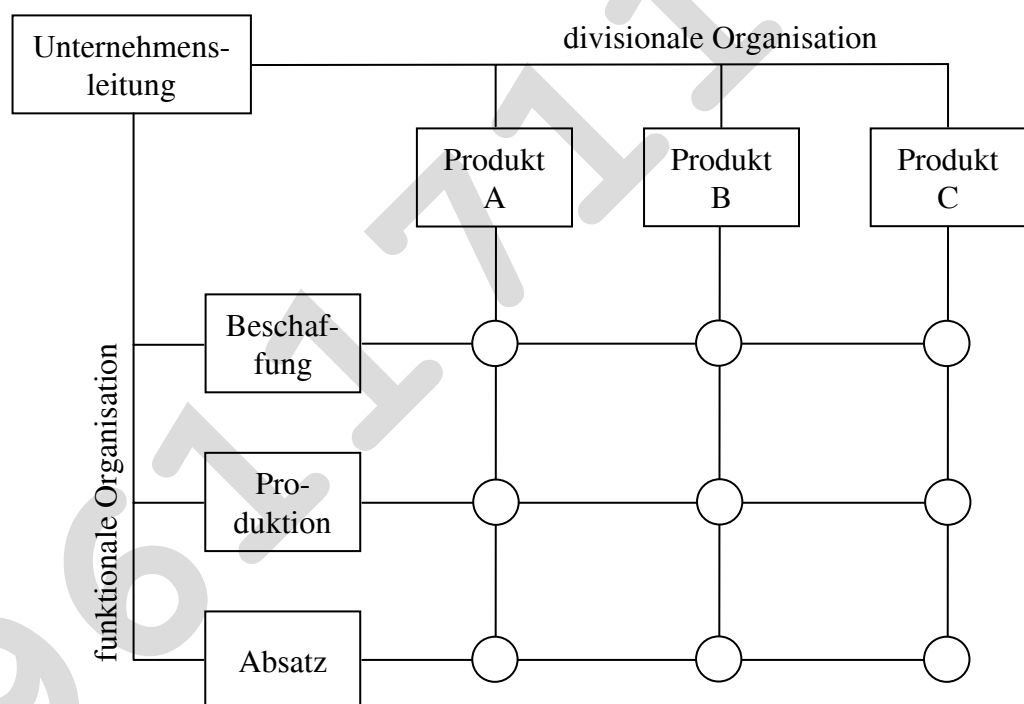 divisionale Organisation
Unternehmens-
leitung
Produkt
A
Produkt
B
Produkt
C
funktionale Organisation
Beschaf-
fung
Pro-
duktion
Absatz